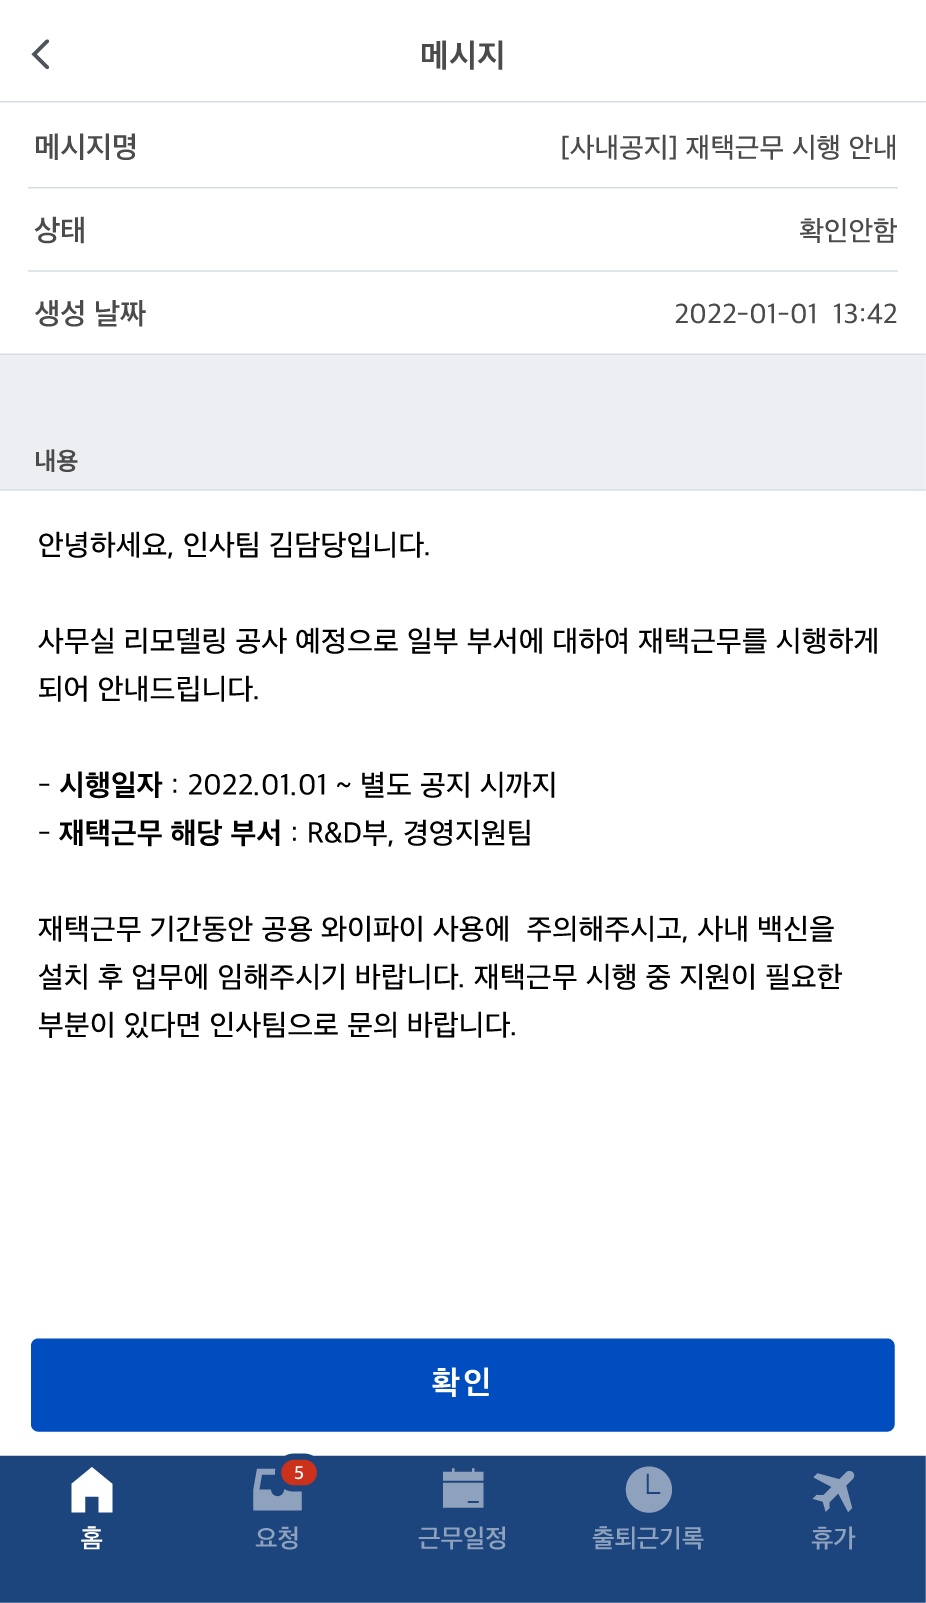 메시지
메시지명 [사내공지] 재택근무 시행 안내
상태 확인안함
생성 날짜 2022-01-01 13:42
내용
안녕하세요, 인사팀 김담당입니다.
사무실 리모델링 공사 예정으로 일부 부서에 대하여 재택근무를 시행하게
되어 안내드립니다.
- 시행일자 : 2022.01.01 ~ 별도 공지 시까지
- 재택근무 해당 부서 : R&D부, 경영지원팀
재택근무 기간동안 공용 와이파이 사용에 주의해주시고, 사내 백신을
설치 후 업무에 임해주시기 바랍니다. 재택근무 시행 중 지원이 필요한
부분이 있다면 인사팀으로 문의 바랍니다.
확인
5
홈 요청 근무일정 출퇴근기록 휴가